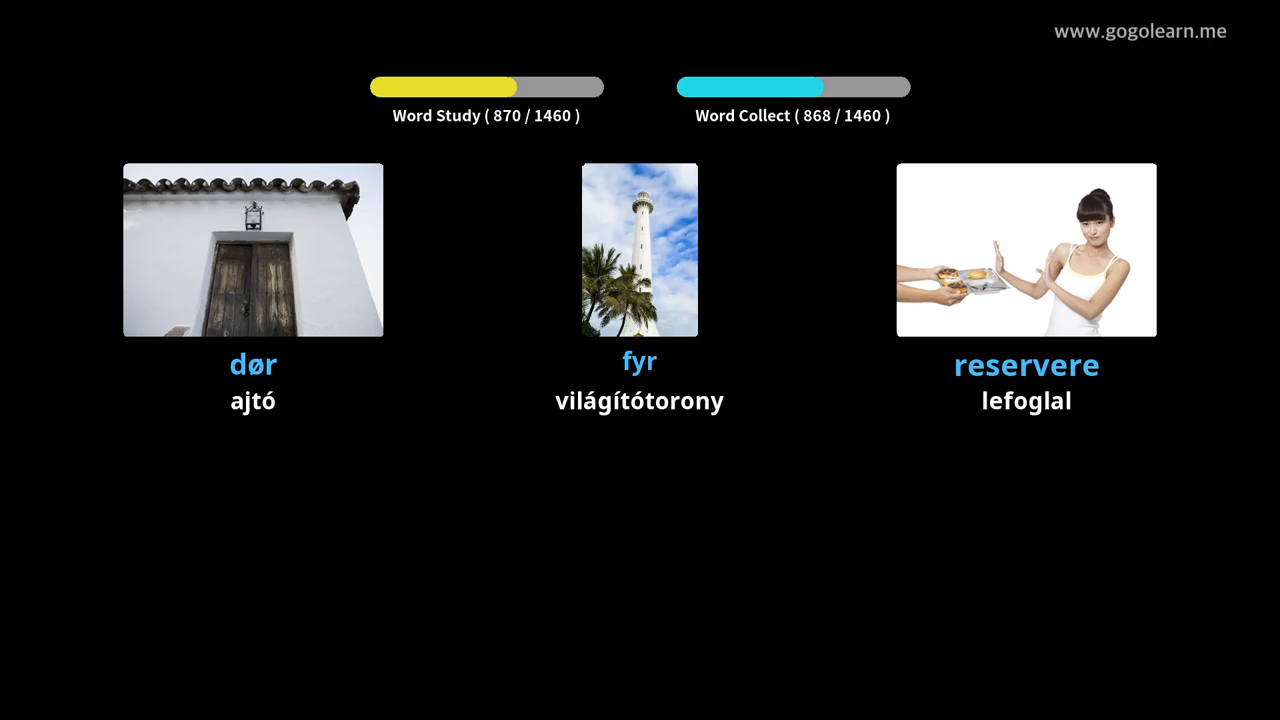 www.gogolearn.me
Word Study ( 870 / 1460 )
Word Collect ( 868 / 1460 )
dør
fyr
reservere
ajtó
világítótorony
lefoglal